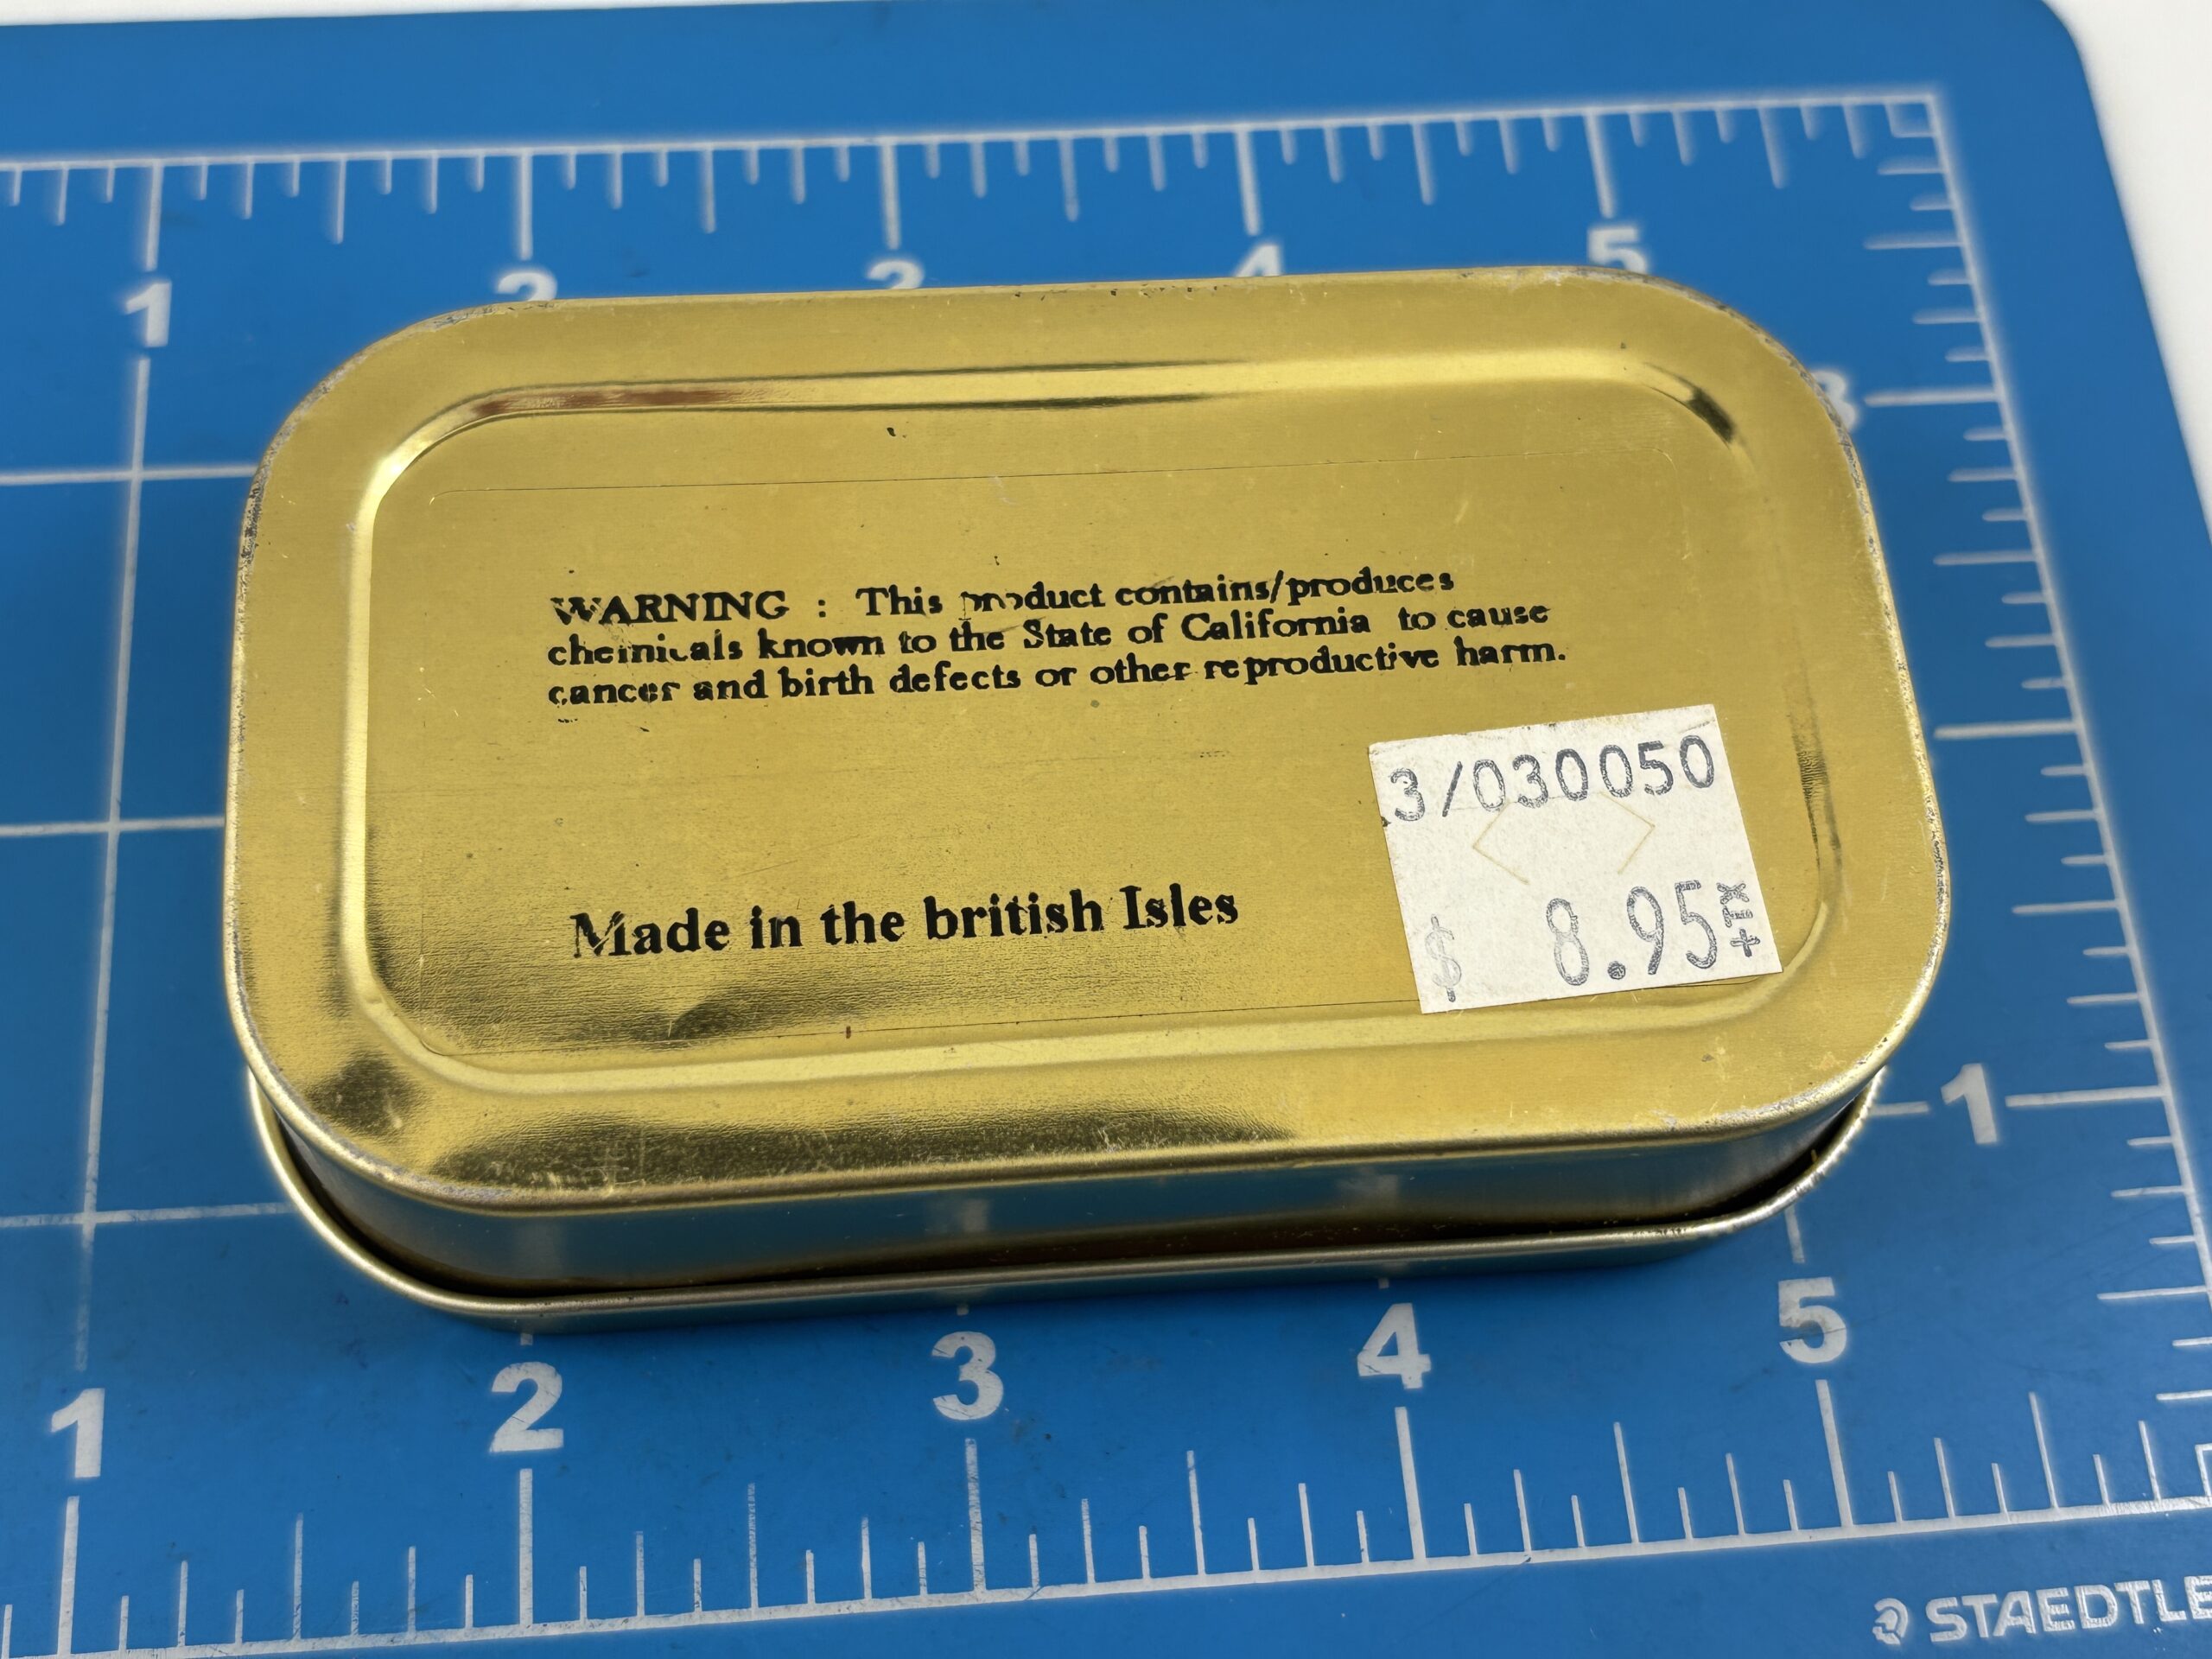 1
2
3
4
5
3
WARNING : This product contains/produces
chemicals known to the State of California to cause
cancer and birth defects or other reproductive harm.
3/030050
$ 8.95
Made in the british Isles
1
1
2
3
4
5
STAEDTLE